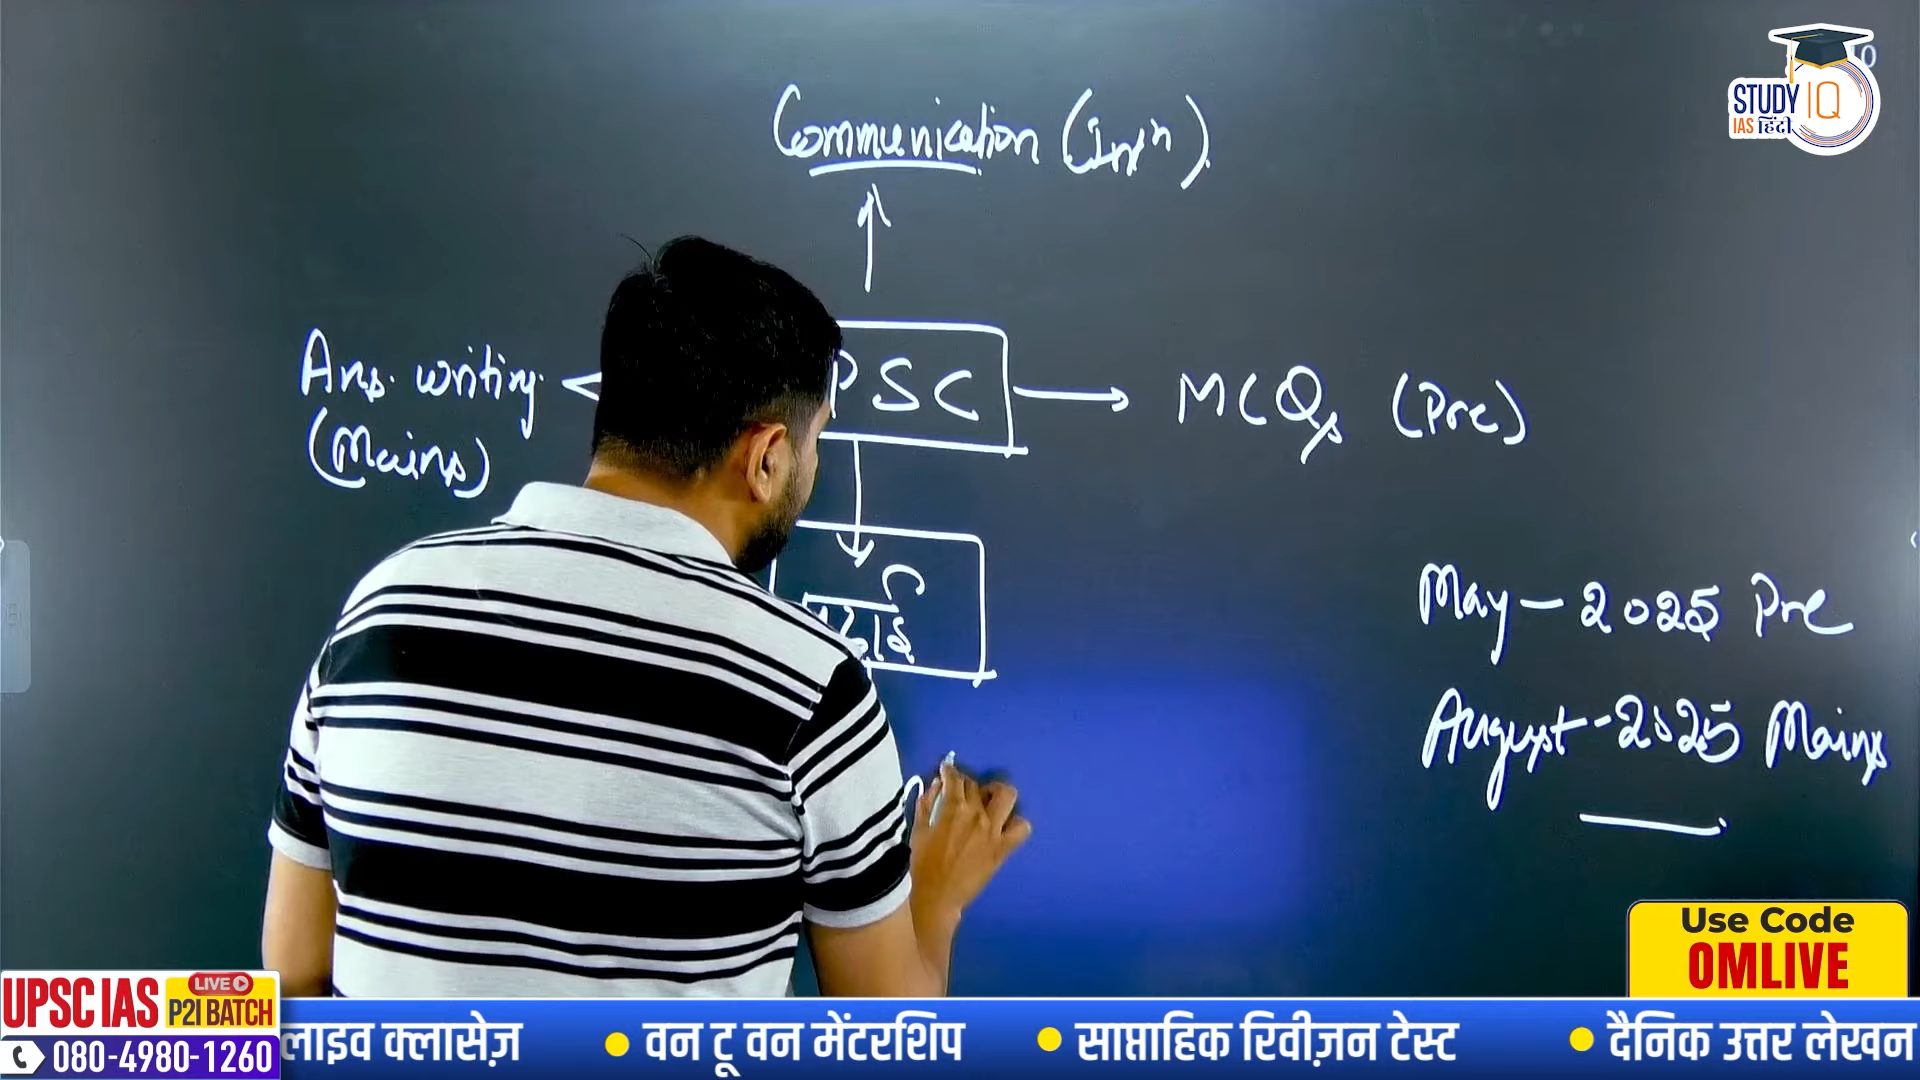 STUDY IQ
IAS हिंदी
Communication
Ans. writing
(Mains)
PSC
MCQs (Pre)
May - 2025 Pre
August - 2025 Mains
Use Code
OMLIVE
UPSC IAS
LIVE
P2I BATCH
080-4980-1260
लाइव क्लासेज़
वन टू वन मेंटरशिप
साप्ताहिक रिवीज़न टेस्ट
दैनिक उत्तर लेखन